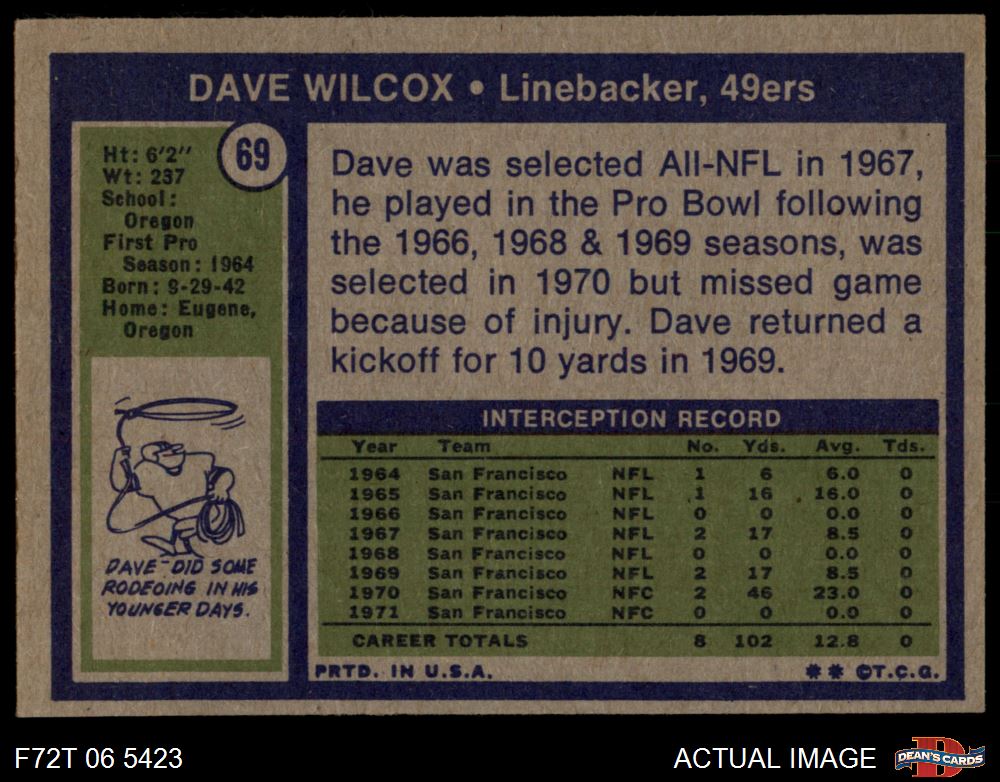 DAVE WILCOX • Linebacker, 49ers
69
Ht: 6'2''
Wt: 237
School:
Oregon
First Pro
Season: 1964
Born: 9-29-42
Home: Eugene,
Oregon
DAVE DID SOME
RODEOING IN HIS
YOUNGER DAYS.
Dave was selected All-NFL in 1967,
he played in the Pro Bowl following
the 1966, 1968 & 1969 seasons, was
selected in 1970 but missed game
because of injury. Dave returned a
kickoff for 10 yards in 1969.
INTERCEPTION RECORD
Year Team No. Yds. Avg. Tds.
1964 San Francisco NFL 1 6 6.0 0
1965 San Francisco NFL 1 16 16.0 0
1966 San Francisco NFL 0 0 0.0 0
1967 San Francisco NFL 2 17 8.5 0
1968 San Francisco NFL 0 0 0.0 0
1969 San Francisco NFL 2 17 8.5 0
1970 San Francisco NFC 2 46 23.0 0
1971 San Francisco NFC 0 0 0.0 0
CAREER TOTALS 8 102 12.8 0
PRTD. IN U.S.A. ** ©T.C.G.
F72T 06 5423 ACTUAL IMAGE D DEAN'S CARDS